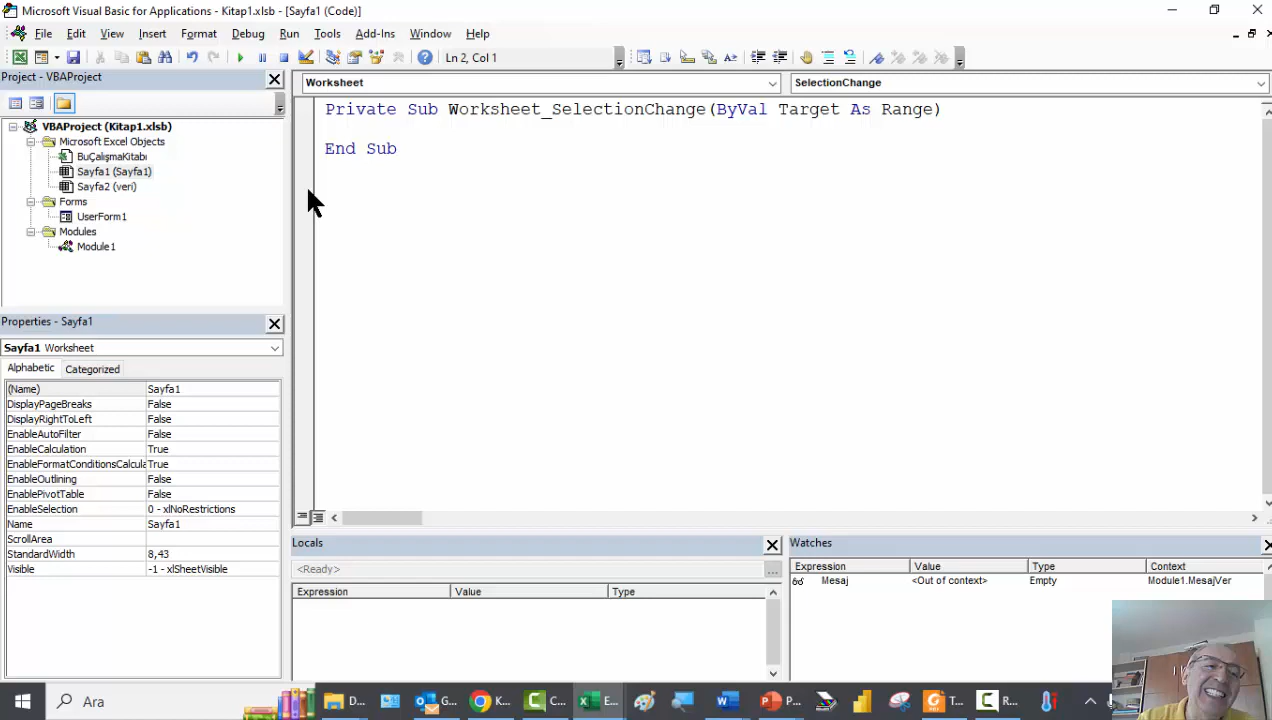 Microsoft Visual Basic for Applications - Kitap1.xlsb - [Sayfa1 (Code)]
File Edit View Insert Format Debug Run Tools Add-Ins Window Help
Ln 2, Col 1
Project - VBAProject
VBAProject (Kitap1.xlsb)
Microsoft Excel Objects
BuÇalışmaKitabı
Sayfa1 (Sayfa1)
Sayfa2 (veri)
Forms
UserForm1
Modules
Module1
Properties - Sayfa1
Sayfa1 Worksheet
Alphabetic Categorized
(Name) Sayfa1
DisplayPageBreaks False
DisplayRightToLeft False
EnableAutoFilter False
EnableCalculation True
EnableFormatConditionsCalcula True
EnableOutlining False
EnablePivotTable False
EnableSelection 0 - xlNoRestrictions
Name Sayfa1
ScrollArea
StandardWidth 8,43
Visible -1 - xlSheetVisible
Worksheet SelectionChange
Private Sub Worksheet_SelectionChange(ByVal Target As Range)
End Sub
Locals
<Ready>
...
Expression Value Type
Watches
Expression Value Type Context
Mesaj <Out of context> Empty Module1.MesajVer
Ara
D... G... K... C... E... P... T... R...